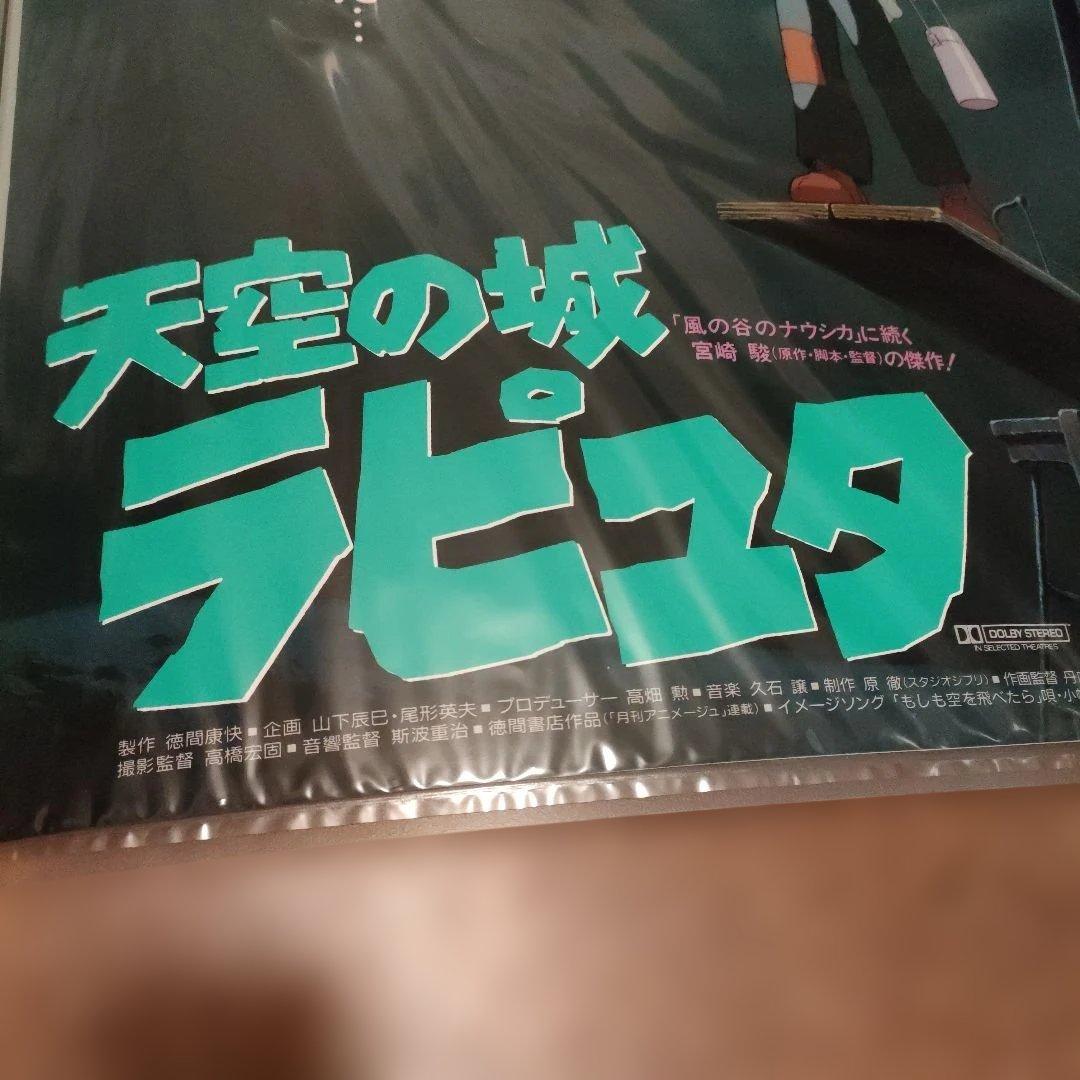 天空の城
ラピュタ
「風の谷のナウシカ」に続く
宮崎 駿(原作・脚本・監督)の傑作!
DOLBY STEREO
IN SELECTED THEATRES
製作 徳間康快■企画 山下辰巳・尾形英夫■プロデューサー 高畑 勲■音楽 久石 譲■制作 原 徹(スタジオジブリ)■作画監督 丹
撮影監督 高橋宏固■音響監督 斯波重治■徳間書店作品(「月刊アニメージュ」連載)■イメージソング「もしも空を飛べたら」唄・小